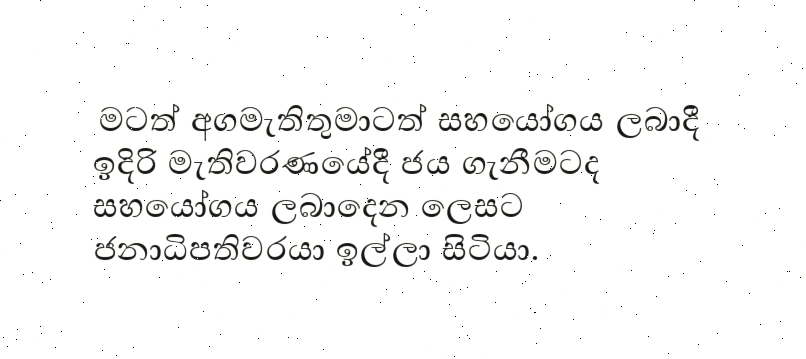 මටත් අගමැතිතුමාටත් සහයෝගය ලබාදී
ඉදිරි මැතිවරණයේදී ජය ගැනීමටද
සහයෝගය ලබාදෙන ලෙසට
ජනාධිපතිවරයා ඉල්ලා සිටියා.